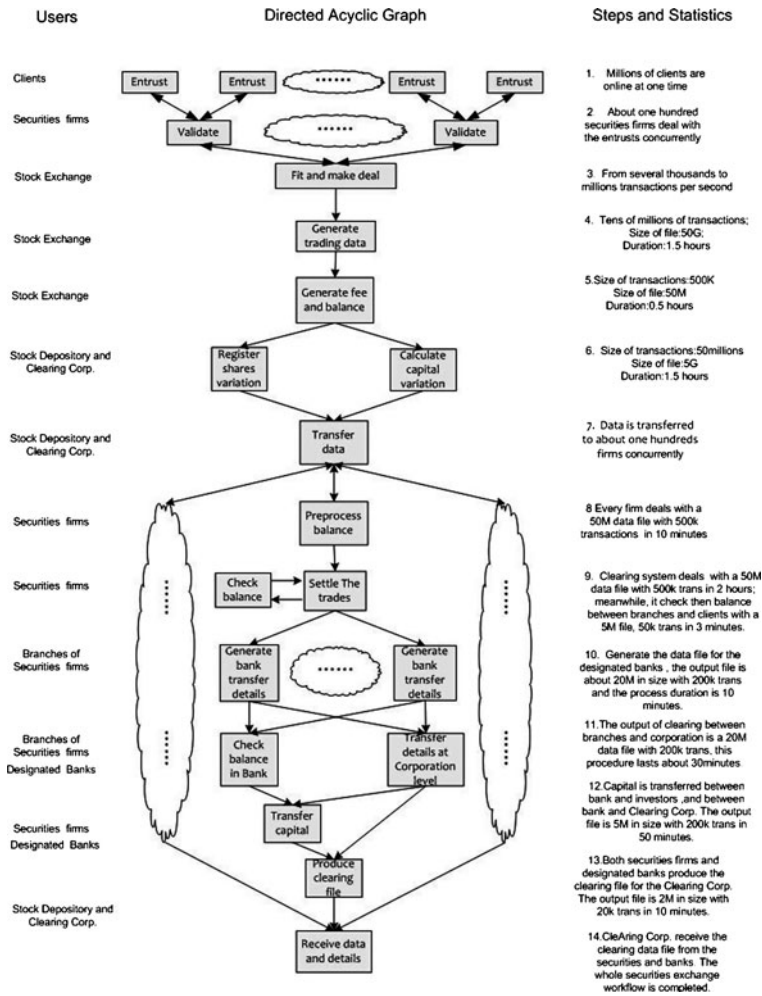 Users
Directed Acyclic Graph
Steps and Statistics
Clients
Entrust
Entrust
......
Entrust
Entrust
1. Millions of clients are
online at one time
Securities firms
Validate
......
Validate
2. About one hundred
securities firms deal with
the entrusts concurrently
Stock Exchange
Fit and make deal
3. From several thousands to
millions transactions per second
Stock Exchange
Generate
trading data
4. Tens of millions of transactions;
Size of file:50G;
Duration:1.5 hours
Stock Exchange
Generate fee
and balance
5.Size of transactions:500K
Size of file:50M
Duration:0.5 hours
Stock Depository and
Clearing Corp.
Register
shares
variation
Calculate
capital
variation
6. Size of transactions:50millions
Size of file:5G
Duration:1.5 hours
Stock Depository and
Clearing Corp.
Transfer
data
7. Data is transferred
to about one hundreds
firms concurrently
Securities firms
Preprocess
balance
8 Every firm deals with a
50M data file with 500k
transactions in 10 minutes
Securities firms
......
Check
balance
Settle The
trades
......
9. Clearing system deals with a 50M
data file with 500k trans in 2 hours;
meanwhile, it check then balance
between branches and clients with a
5M file, 50k trans in 3 minutes.
Branches of
Securities firms
Generate
bank
transfer
details
......
Generate
bank
transfer
details
10. Generate the data file for the
designated banks , the output file is
about 20M in size with 200k trans
and the process duration is 10
minutes.
Branches of
Securities firms
Designated Banks
......
Check
balance
in Bank
Transfer
details at
Corporation
level
......
11.The output of clearing between
branches and corporation is a 20M
data file with 200k trans, this
procedure lasts about 30minutes
Securities firms
Designated Banks
Transfer
capital
12.Capital is transferred between
bank and investors ,and between
bank and Clearing Corp. The output
file is 5M in size with 200k trans in
50 minutes.
Produce
clearing
file
13.Both securities firms and
designated banks produce the
clearing file for the Clearing Corp.
The output file is 2M in size with
20k trans in 10 minutes.
Stock Depository and
Clearing Corp.
Receive data
and details
14.CleAring Corp. receive the
clearing data file from the
securities and banks. The
whole securities exchange
workflow is completed.